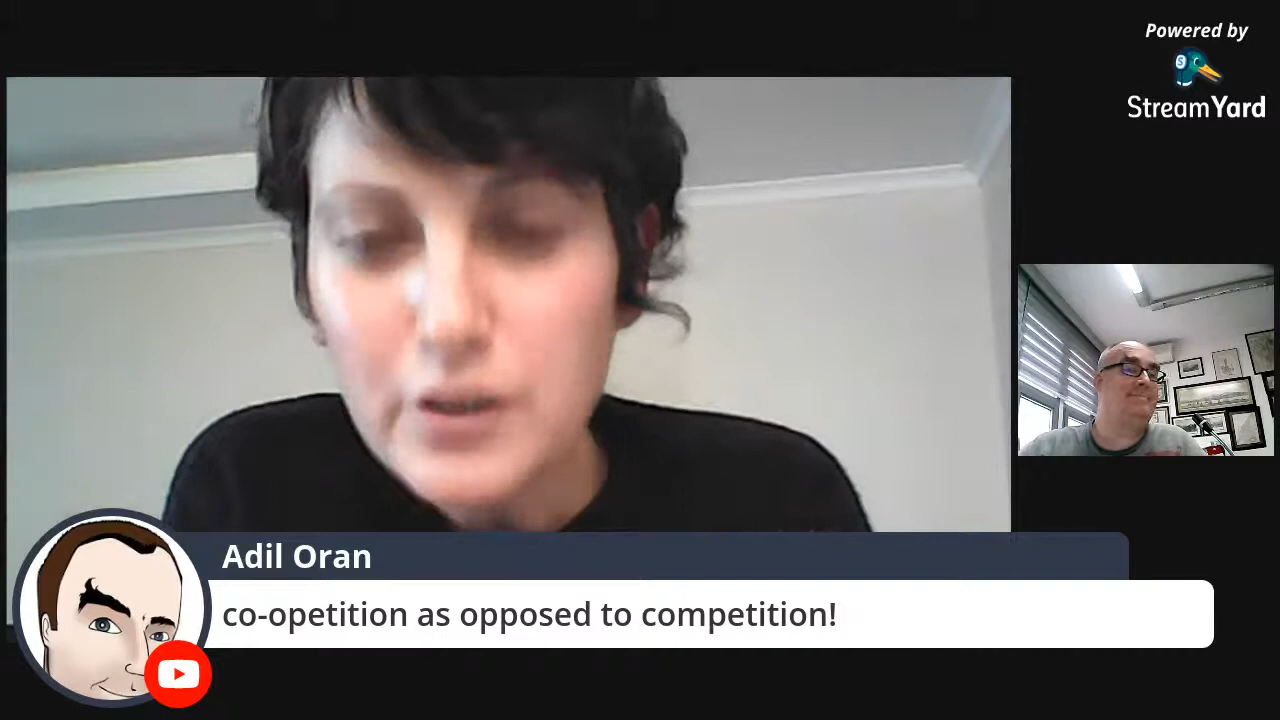 Powered by
StreamYard
Adil Oran
co-opetition as opposed to competition!